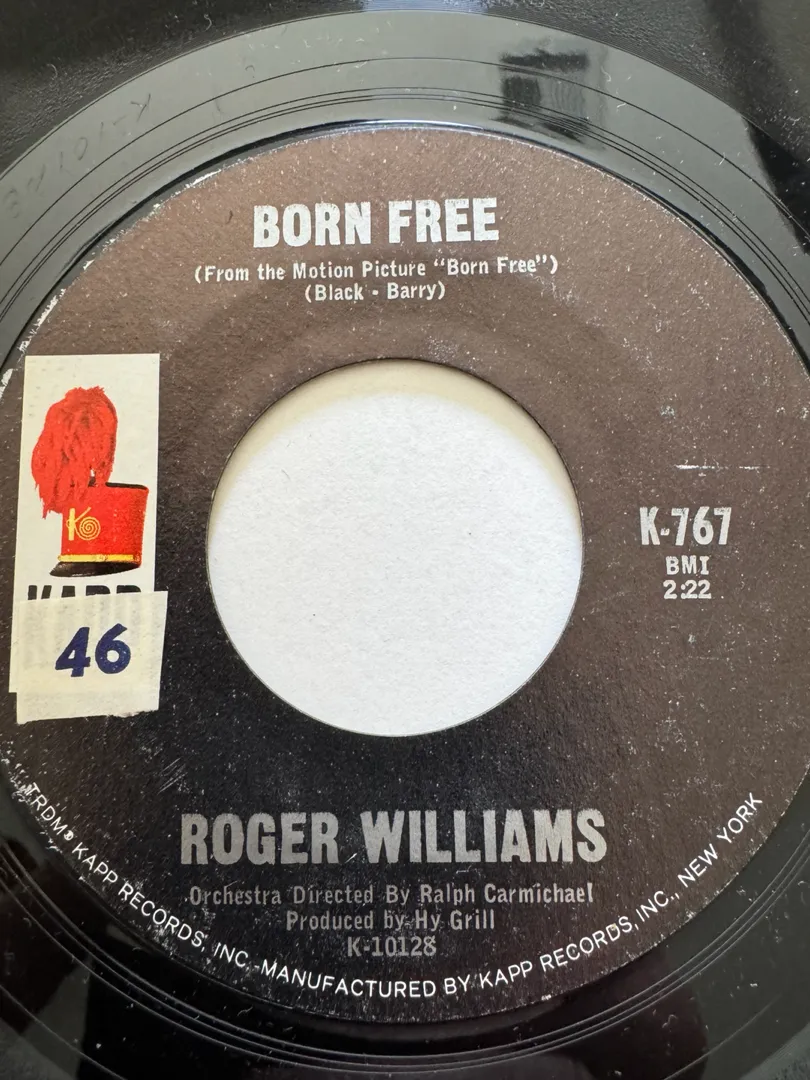 BORN FREE
(From the Motion Picture “Born Free”)
(Black - Barry)
K
KAPP
46
K-767
BMI
2:22
ROGER WILLIAMS
Orchestra Directed By Ralph Carmichael
Produced by Hy Grill
K-10128
TRDM® KAPP RECORDS, INC.-MANUFACTURED BY KAPP RECORDS, INC., NEW YORK